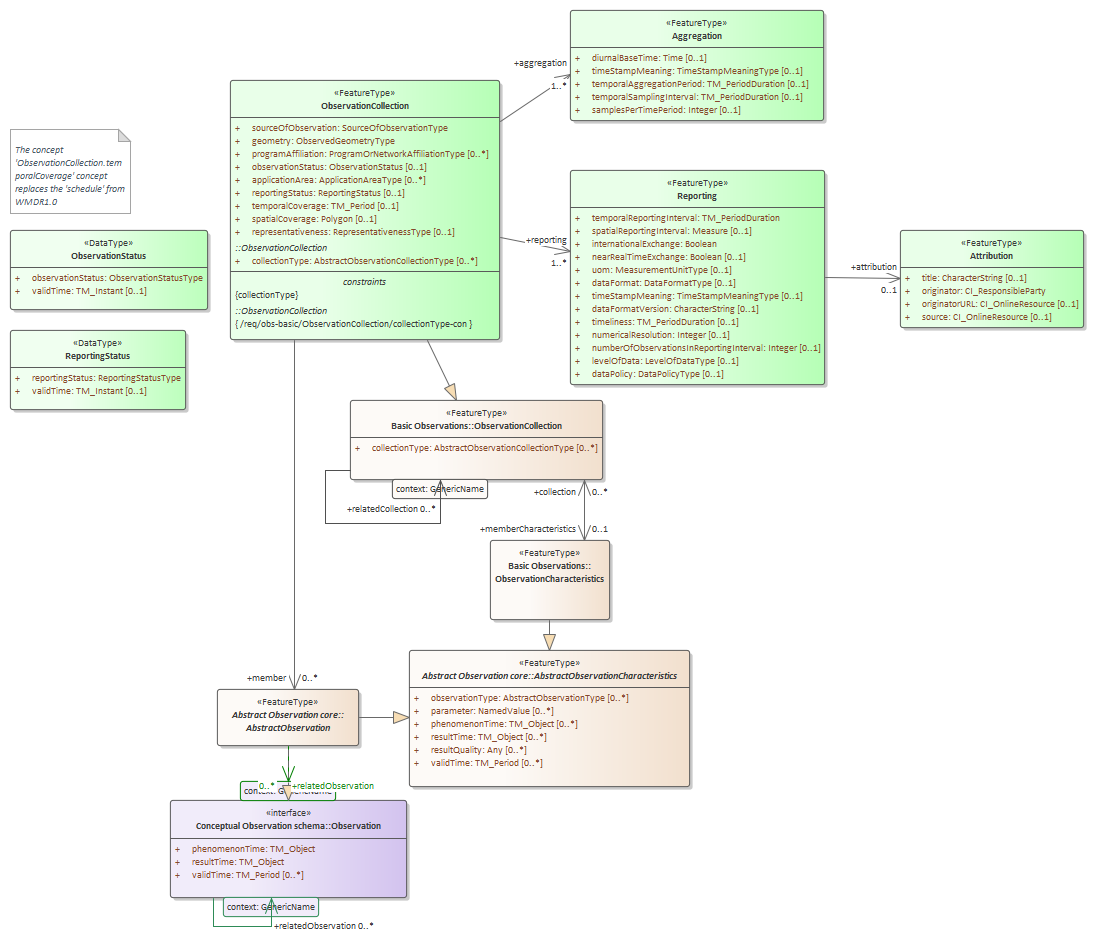 «FeatureType»
Aggregation
+ diurnalBaseTime: Time [0..1]
+ timeStampMeaning: TimeStampMeaningType [0..1]
+ temporalAggregationPeriod: TM_PeriodDuration [0..1]
+ temporalSamplingInterval: TM_PeriodDuration [0..1]
+ samplesPerTimePeriod: Integer [0..1]
+aggregation
1..*
«FeatureType»
ObservationCollection
+ sourceOfObservation: SourceOfObservationType
+ geometry: ObservedGeometryType
+ programAffiliation: ProgramOrNetworkAffiliationType [0..*]
+ observationStatus: ObservationStatus [0..1]
+ applicationArea: ApplicationAreaType [0..*]
+ reportingStatus: ReportingStatus [0..1]
+ temporalCoverage: TM_Period [0..1]
+ spatialCoverage: Polygon [0..1]
+ representativeness: RepresentativenessType [0..1]
::ObservationCollection
+ collectionType: AbstractObservationCollectionType [0..*]
constraints
{collectionType}
::ObservationCollection
{ /req/obs-basic/ObservationCollection/collectionType-con }
The concept
'ObservationCollection.tem
poralCoverage' concept
replaces the 'schedule' from
WMDR1.0
«DataType»
ObservationStatus
+ observationStatus: ObservationStatusType
+ validTime: TM_Instant [0..1]
«DataType»
ReportingStatus
+ reportingStatus: ReportingStatusType
+ validTime: TM_Instant [0..1]
+reporting
1..*
«FeatureType»
Reporting
+ temporalReportingInterval: TM_PeriodDuration
+ spatialReportingInterval: Measure [0..1]
+ internationalExchange: Boolean
+ nearRealTimeExchange: Boolean [0..1]
+ uom: MeasurementUnitType [0..1]
+ dataFormat: DataFormatType [0..1]
+ timeStampMeaning: TimeStampMeaningType [0..1]
+ dataFormatVersion: CharacterString [0..1]
+ timeliness: TM_PeriodDuration [0..1]
+ numericalResolution: Integer [0..1]
+ numberOfObservationsInReportingInterval: Integer [0..1]
+ levelOfData: LevelOfDataType [0..1]
+ dataPolicy: DataPolicyType [0..1]
+attribution
0..1
«FeatureType»
Attribution
+ title: CharacterString [0..1]
+ originator: CI_ResponsibleParty
+ originatorURL: CI_OnlineResource [0..1]
+ source: CI_OnlineResource [0..1]
«FeatureType»
Basic Observations::ObservationCollection
+ collectionType: AbstractObservationCollectionType [0..*]
context: GenericName
+relatedCollection 0..*
+collection 0..*
+memberCharacteristics 0..1
«FeatureType»
Basic Observations::
ObservationCharacteristics
«FeatureType»
Abstract Observation core::AbstractObservationCharacteristics
+ observationType: AbstractObservationType [0..*]
+ parameter: NamedValue [0..*]
+ phenomenonTime: TM_Object [0..*]
+ resultTime: TM_Object [0..*]
+ resultQuality: Any [0..*]
+ validTime: TM_Period [0..*]
+member 0..*
«FeatureType»
Abstract Observation core::
AbstractObservation
0..* +relatedObservation
context: GenericName
«interface»
Conceptual Observation schema::Observation
+ phenomenonTime: TM_Object
+ resultTime: TM_Object
+ validTime: TM_Period [0..*]
context: GenericName
+relatedObservation 0..*